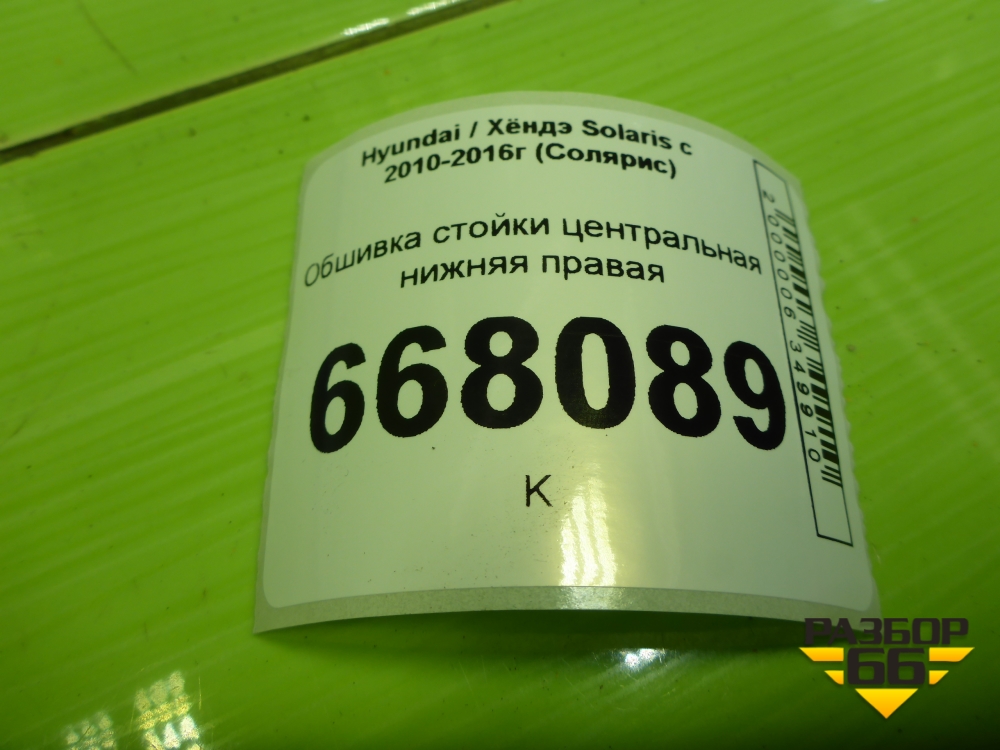 Hyundai / Хёндэ Solaris с
2010-2016г (Солярис)
Обшивка стойки центральная
нижняя правая
668089
К
2000006349910
РАЗБОР
66